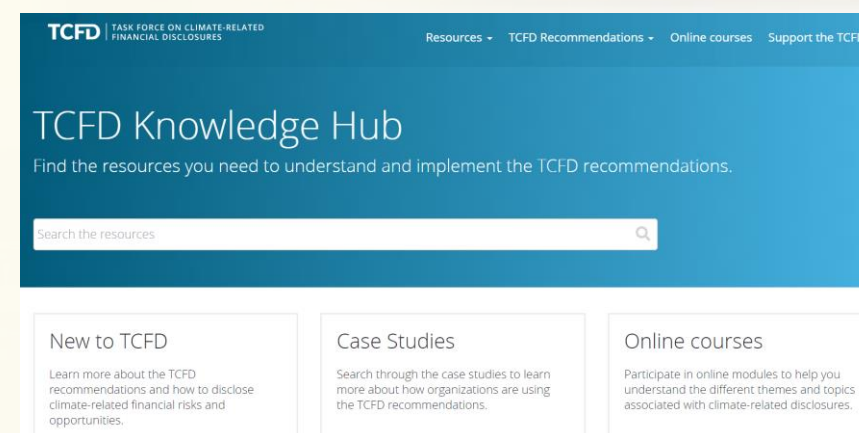 TCFD
TASK FORCE ON CLIMATE-RELATED
FINANCIAL DISCLOSURES
Resources
TCFD Recommendations
Online courses
Support the
TCFD Knowledge Hub
Find the resources you need to understand and implement the TCFD recommendations.
Search the resources
New to TCFD
Learn more about the TCFD
recommendations and how to disclose
climate-related financial risks and
opportunities.
Case Studies
Search through the case studies to learn
more about how organizations are using
the TCFD recommendations.
Online courses
Participate in online modules to help you
understand the different themes and topics
associated with climate-related disclosures.